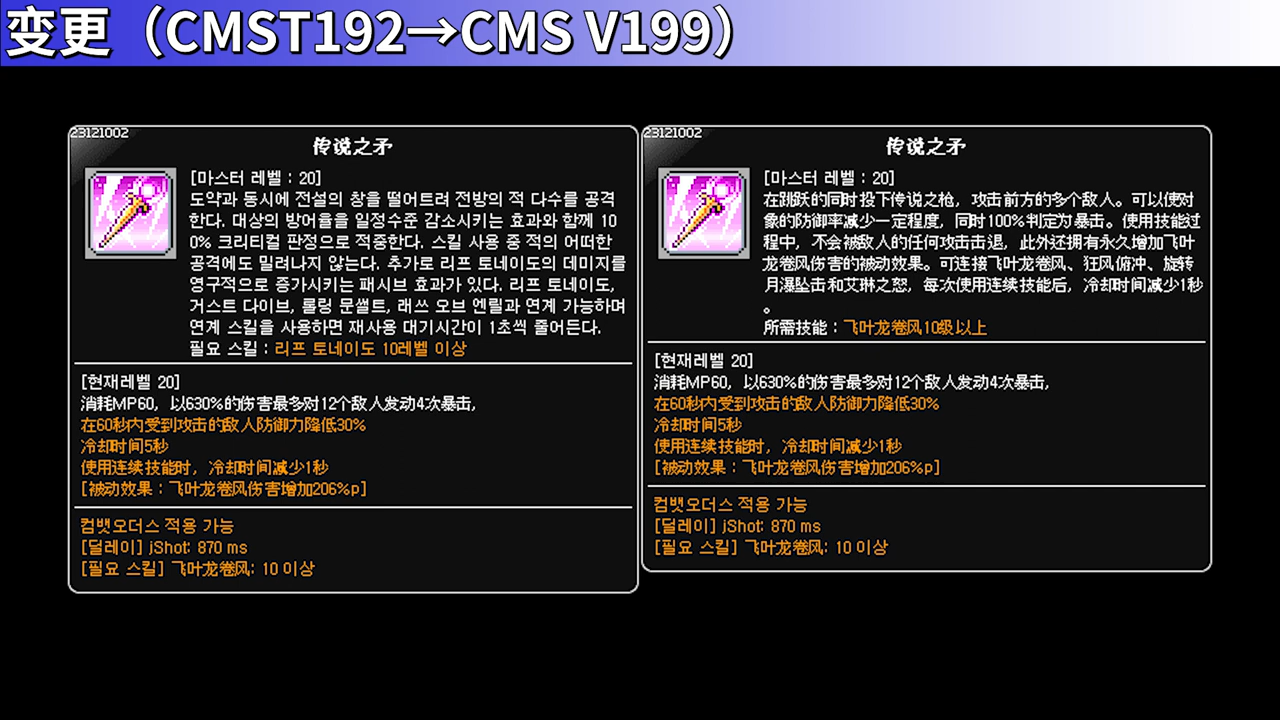 变更（CMST192→CMS V199）
23121002
传说之矛
[마스터 레벨 : 20]
도약과 동시에 전설의 창을 떨어트려 전방의 적 다수를 공격
한다. 대상의 방어율을 일정수준 감소시키는 효과와 함께 10
0% 크리티컬 판정으로 적중한다. 스킬 사용 중 적의 어떠한
공격에도 밀려나지 않는다. 추가로 리프 토네이도의 데미지를
영구적으로 증가시키는 패시브 효과가 있다. 리프 토네이도,
거스트 다이브, 롤링 문썰트, 래쓰 오브 엔릴과 연계 가능하며
연계 스킬을 사용하면 재사용 대기시간이 1초씩 줄어든다.
필요 스킬 : 리프 토네이도 10레벨 이상
[현재레벨 20]
消耗MP60，以630%的伤害最多对12个敌人发动4次暴击,
在60秒内受到攻击的敌人防御力降低30%
冷却时间5秒
使用连续技能时，冷却时间减少1秒
[被动效果：飞叶龙卷风伤害增加206%p]
컴뱃오더스 적용 가능
[딜레이] jShot: 870 ms
[필요 스킬] 飞叶龙卷风: 10 이상
23121002
传说之矛
[마스터 레벨 : 20]
在跳跃的同时投下传说之枪，攻击前方的多个敌人。可以使对
象的防御率减少一定程度，同时100%判定为暴击。使用技能过
程中，不会被敌人的任何攻击击退，此外还拥有永久增加飞叶
龙卷风伤害的被动效果。可连接飞叶龙卷风、狂风俯冲、旋转
月瀑坠击和艾琳之怒，每次使用连续技能后，冷却时间减少1秒
。
所需技能：飞叶龙卷风10级以上
[현재레벨 20]
消耗MP60，以630%的伤害最多对12个敌人发动4次暴击,
在60秒内受到攻击的敌人防御力降低30%
冷却时间5秒
使用连续技能时，冷却时间减少1秒
[被动效果：飞叶龙卷风伤害增加206%p]
컴뱃오더스 적용 가능
[딜레이] jShot: 870 ms
[필요 스킬] 飞叶龙卷风: 10 이상